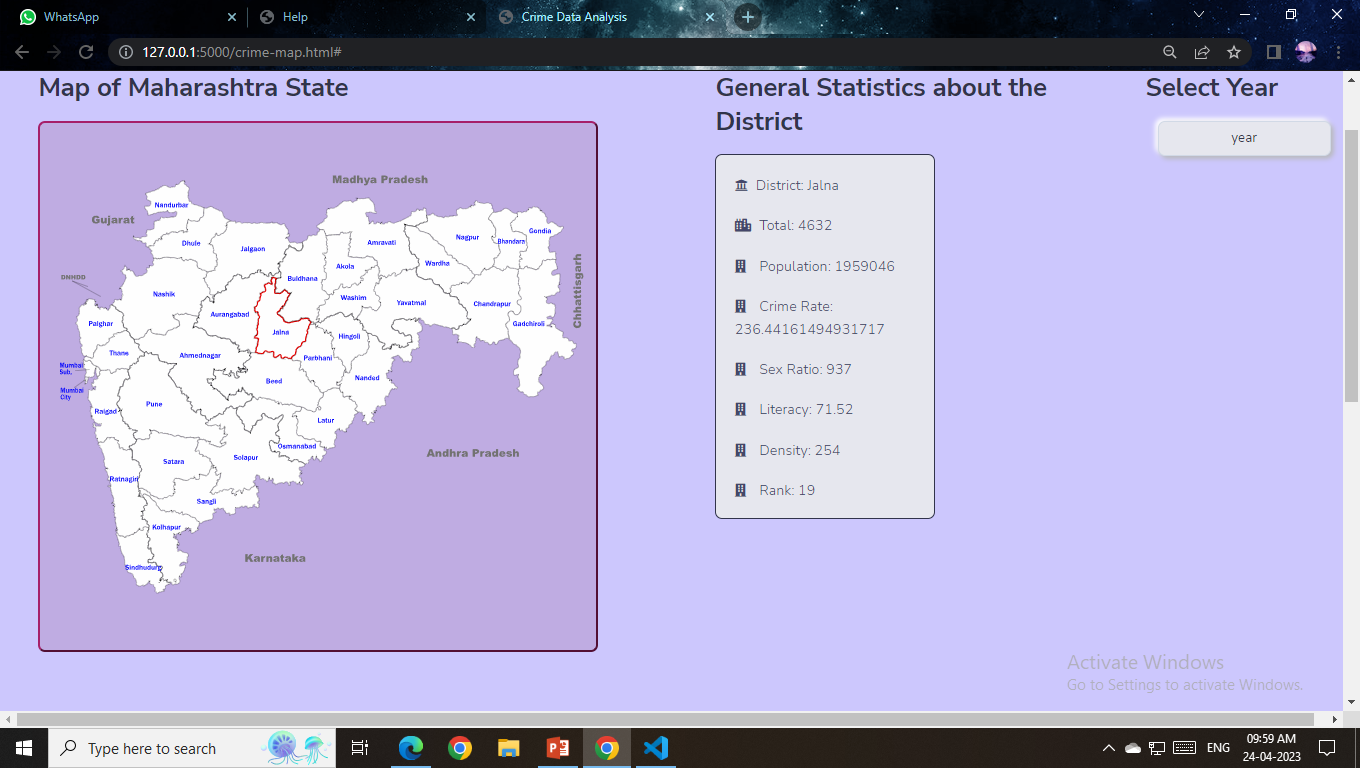 WhatsApp
Help
Crime Data Analysis
127.0.0.1:5000/crime-map.html#
Map of Maharashtra State
General Statistics about the
District
Select Year
year
Madhya Pradesh
Gujarat
Nandurbar
Dhule
Jalgaon
Amravati
Nagpur
Bhandara
Gondia
Akola
Buldhana
Wardha
DNHDD
Nashik
Washim
Yavatmal
Chandrapur
Chhattisgarh
Aurangabad
Palghar
Jalna
Hingoli
Gadchiroli
Thane
Ahmednagar
Parbhani
Mumbai
Sub.
Mumbai
City
Beed
Nanded
Raigad
Pune
Latur
Osmanabad
Satara
Solapur
Andhra Pradesh
Ratnagiri
Sangli
Kolhapur
Sindhudurg
Karnataka
District: Jalna
Total: 4632
Population: 1959046
Crime Rate:
236.44161494931717
Sex Ratio: 937
Literacy: 71.52
Density: 254
Rank: 19
Activate Windows
Go to Settings to activate Windows.
Type here to search
ENG
09:59 AM
24-04-2023